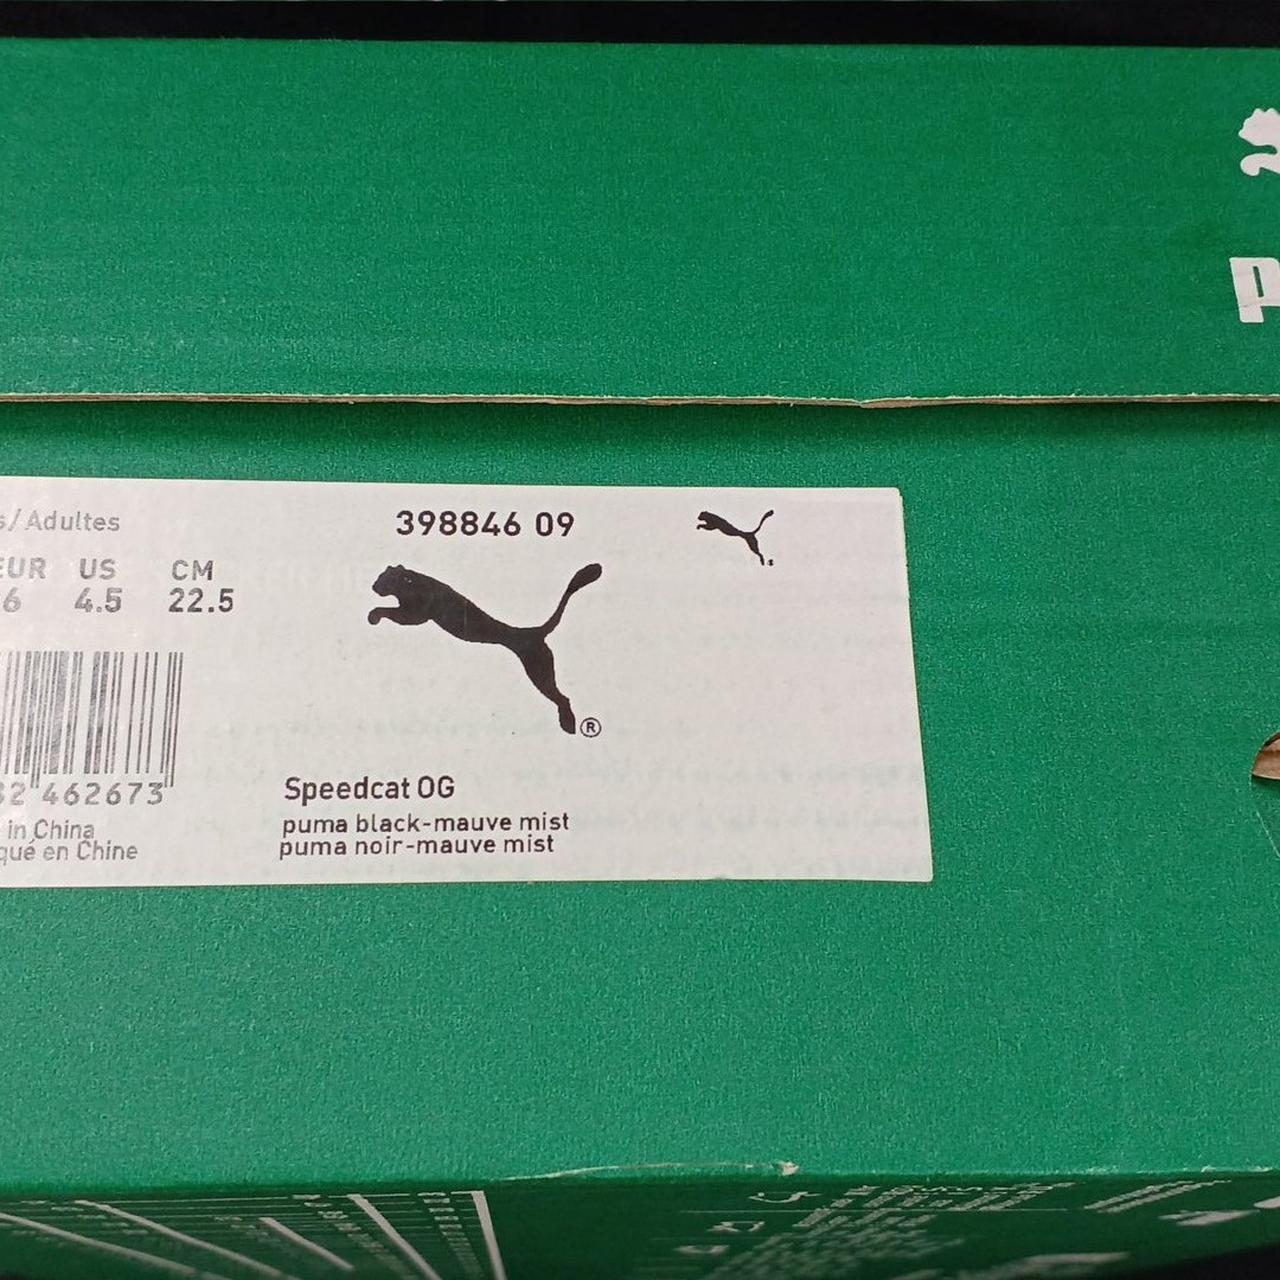 s/Adultes
398846 09
EUR US CM
6 4.5 22.5
®
32 462673
Speedcat OG
in China
puma black-mauve mist
qué en Chine
puma noir-mauve mist
P